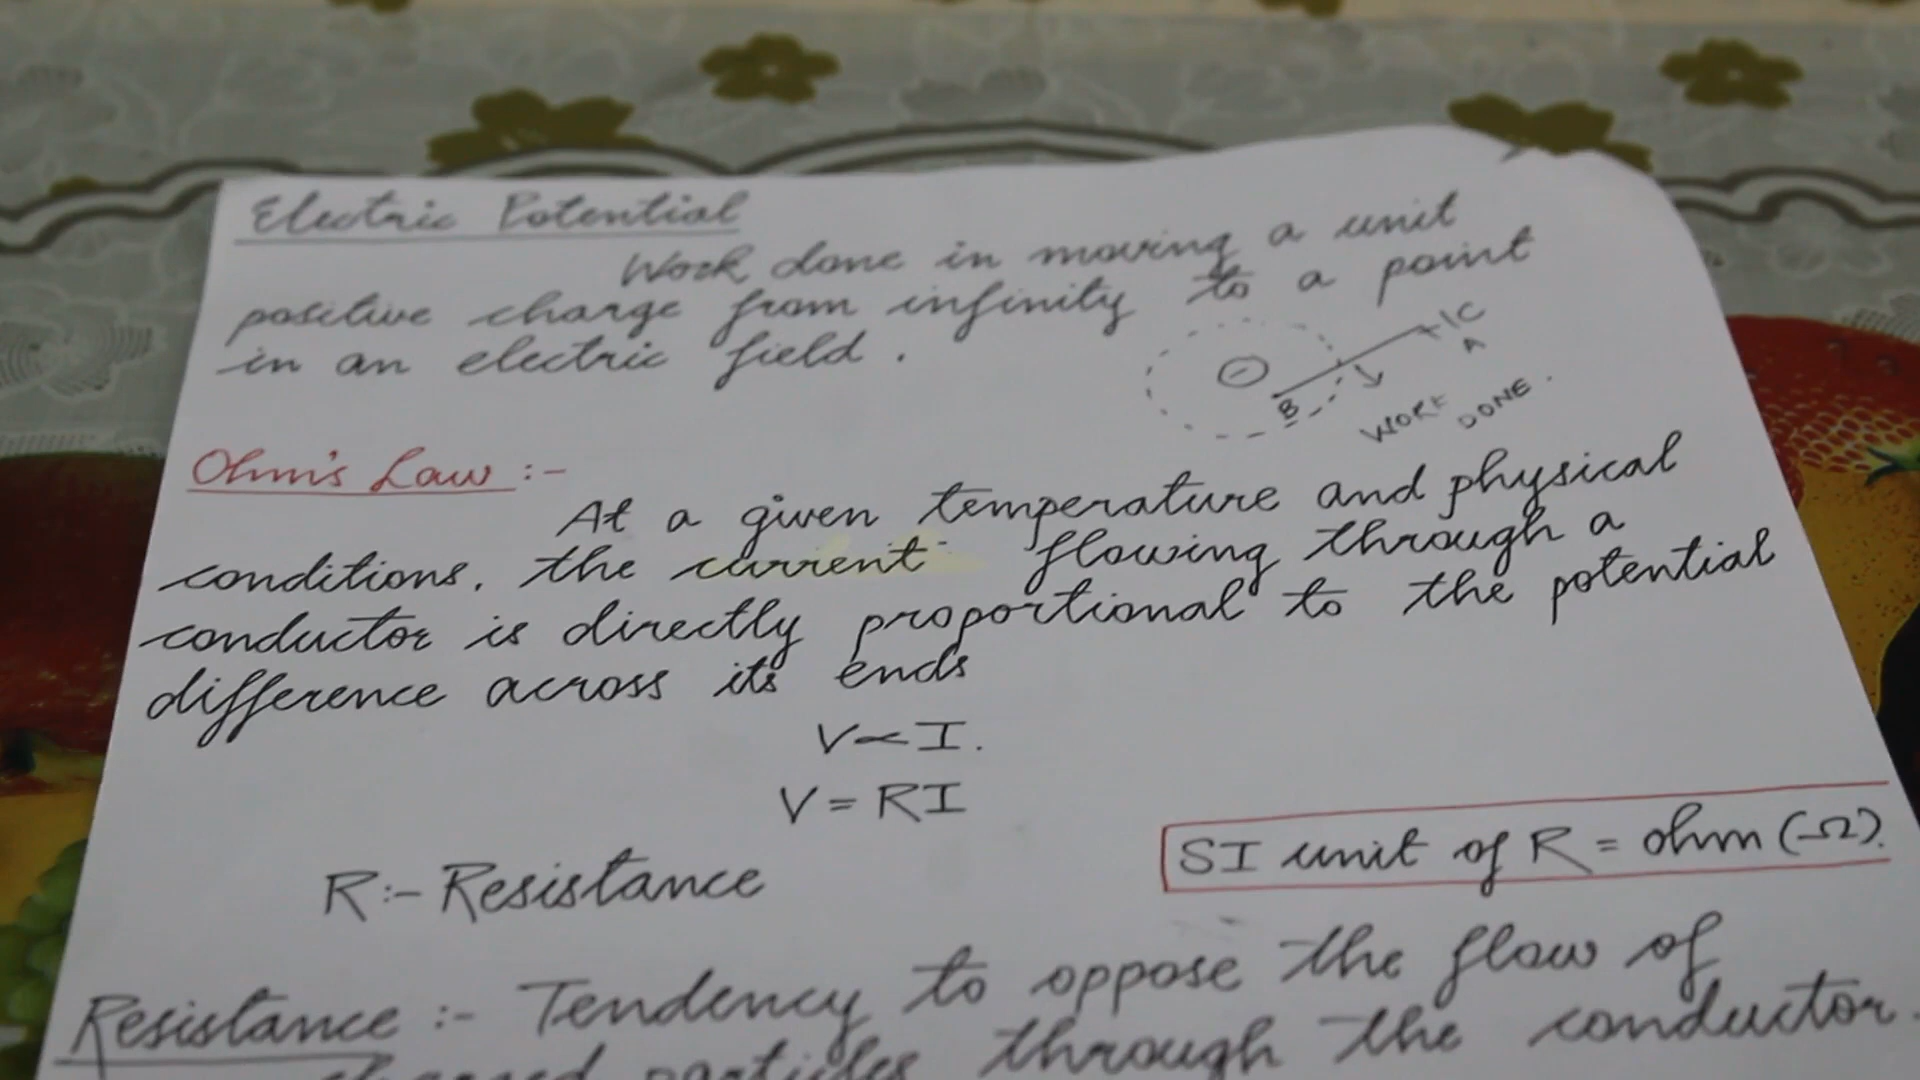 Electric Potential
Work done in moving a unit
positive charge from infinity to a point
in an electric field.
C
A
B
WORK DONE.
Ohm's Law :-
At a given temperature and physical
conditions, the current flowing through a
conductor is directly proportional to the potential
difference across its ends
V ∝ I.
V = RI
SI unit of R = ohm (Ω).
R :- Resistance
Resistance :- Tendency to oppose the flow of
charged particles through the conductor.